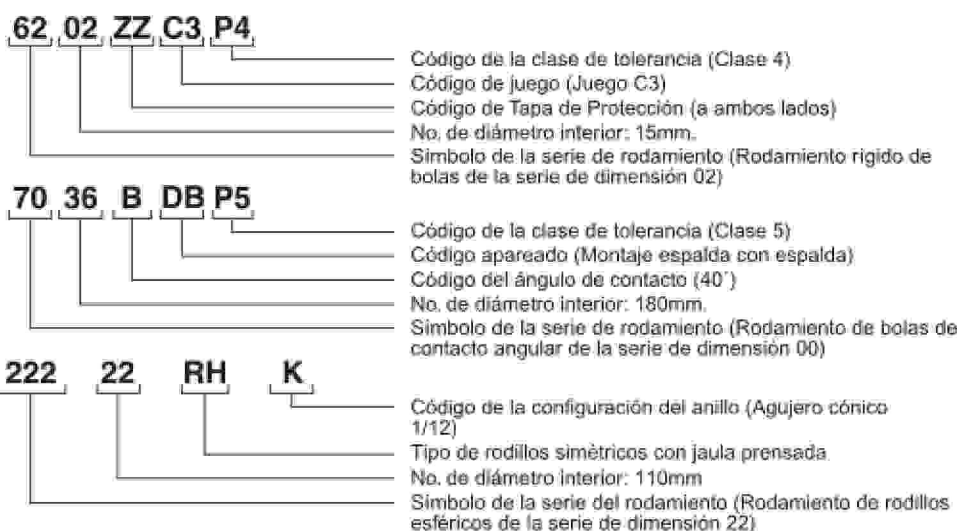 62 02 ZZ C3 P4
Código de la clase de tolerancia (Clase 4)
Código de juego (Juego C3)
Código de Tapa de Protección (a ambos lados)
No. de diámetro interior: 15mm.
Símbolo de la serie de rodamiento (Rodamiento rígido de
bolas de la serie de dimensión 02)
70 36 B DB P5
Código de la clase de tolerancia (Clase 5)
Código apareado (Montaje espalda con espalda)
Código del ángulo de contacto (40´)
No. de diámetro interior: 180mm.
Símbolo de la serie de rodamiento (Rodamiento de bolas de
contacto angular de la serie de dimensión 00)
222 22 RH K
Código de la configuración del anillo (Agujero cónico
1/12)
Tipo de rodillos simétricos con jaula prensada
No. de diámetro interior: 110mm
Símbolo de la serie del rodamiento (Rodamiento de rodillos
esféricos de la serie de dimensión 22)